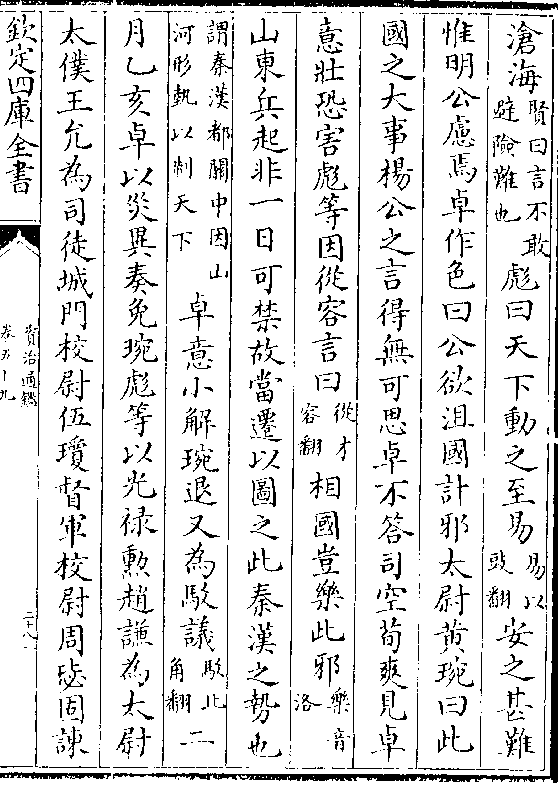 滄海賢曰言不敢避險難也彪曰天下動之至易易以豉翻安之甚難
惟明公慮焉卓作色曰公欲沮國計邪太尉黃琬曰此
國之大事楊公之言得無可思卓不答司空荀爽見卓
意壯恐害彪等因從容言曰從才容翻相國豈樂此邪樂音洛
山東兵起非一日可禁故當遷以圖之此秦漢之勢也
謂秦漢都關中因山河形埶以制天下卓意小解琬退又為駮議駮北角翻二
月乙亥卓以災異奏免琬彪等以光祿勲趙謙為太尉
太僕王允為司徒城門校尉伍瓊督軍校尉周毖固諫
欽定四庫全書
資治通鑑
卷五十九
二十八